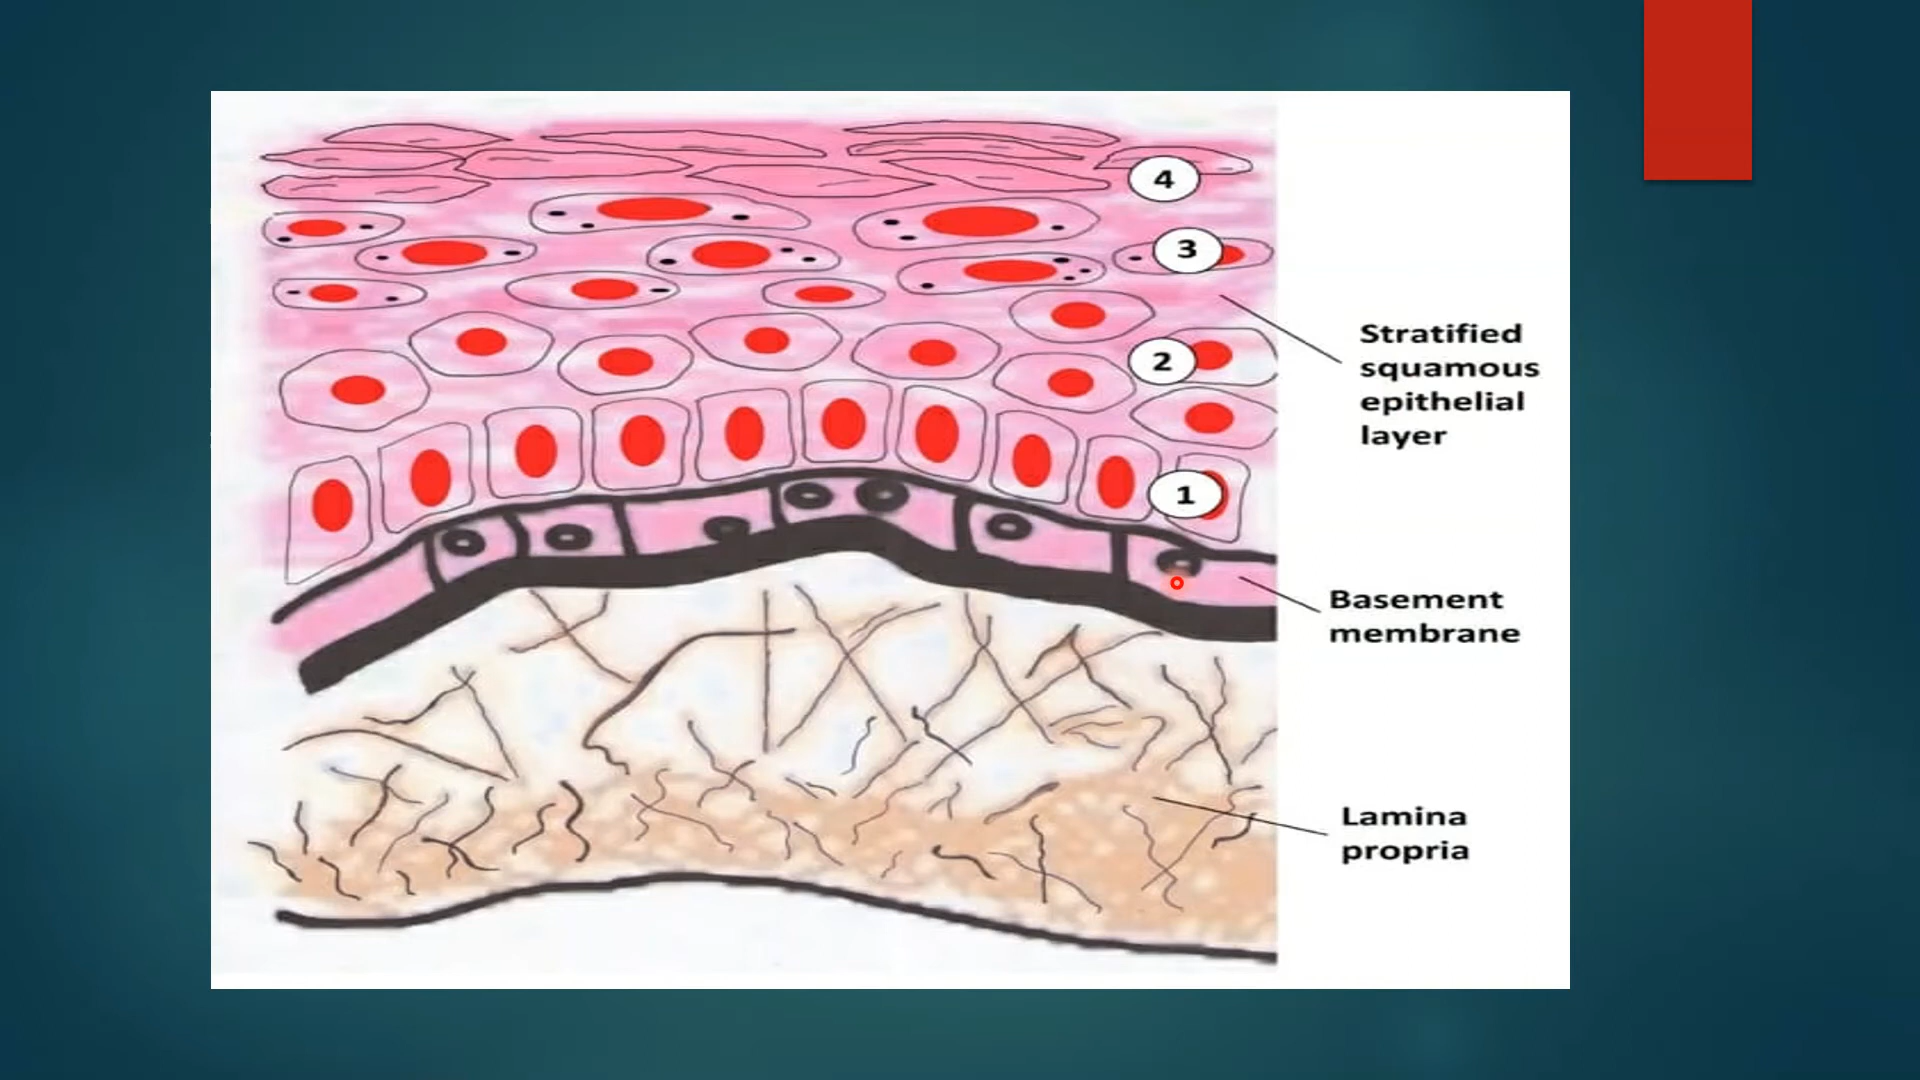 4
3
Stratified
squamous
epithelial
layer
2
1
Basement
membrane
Lamina
propria